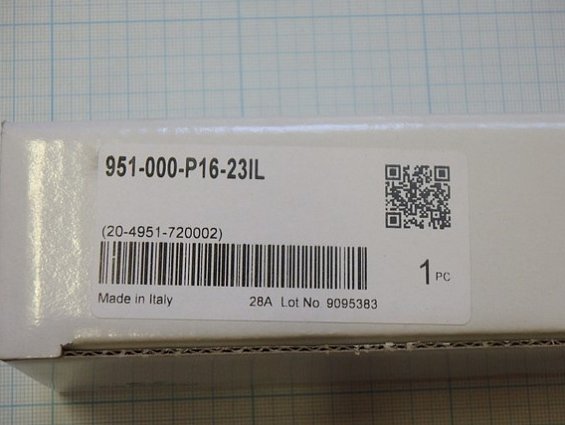 951-000-P16-23IL
(20-4951-720002)
1 PC
Made in Italy 28A Lot No 9095383